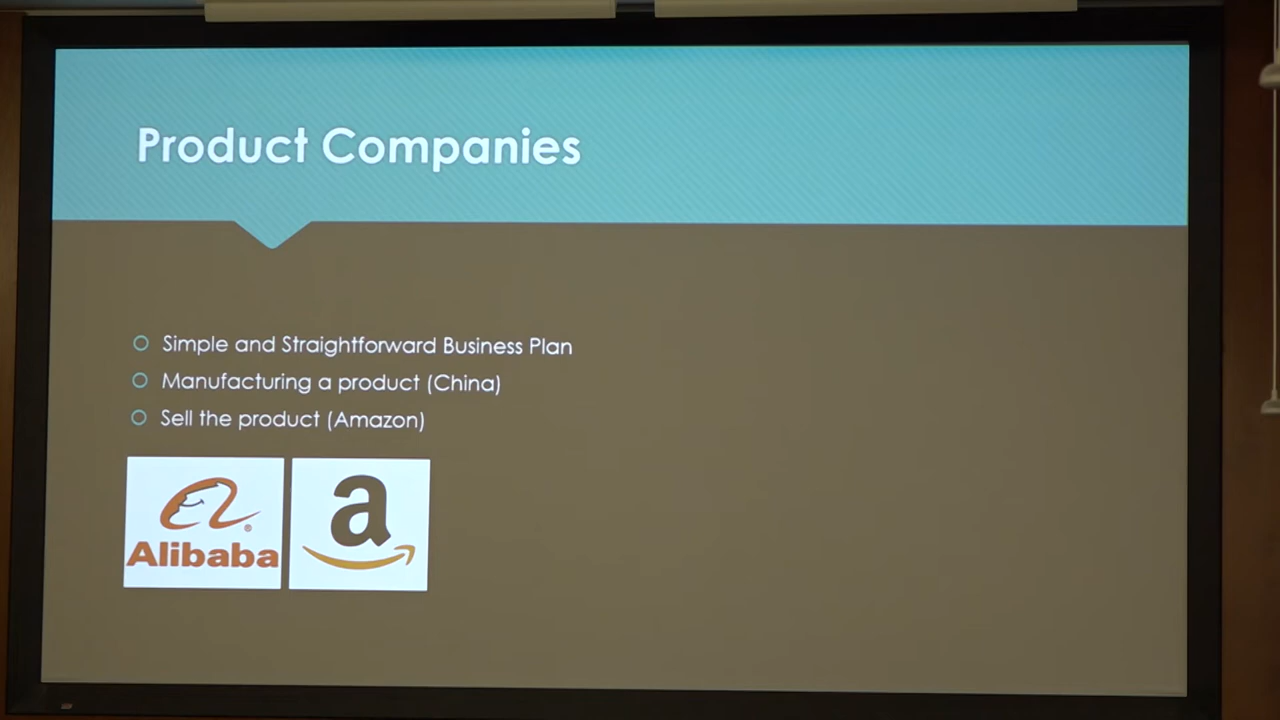 Product Companies
Simple and Straightforward Business Plan
Manufacturing a product (China)
Sell the product (Amazon)
Alibaba
a